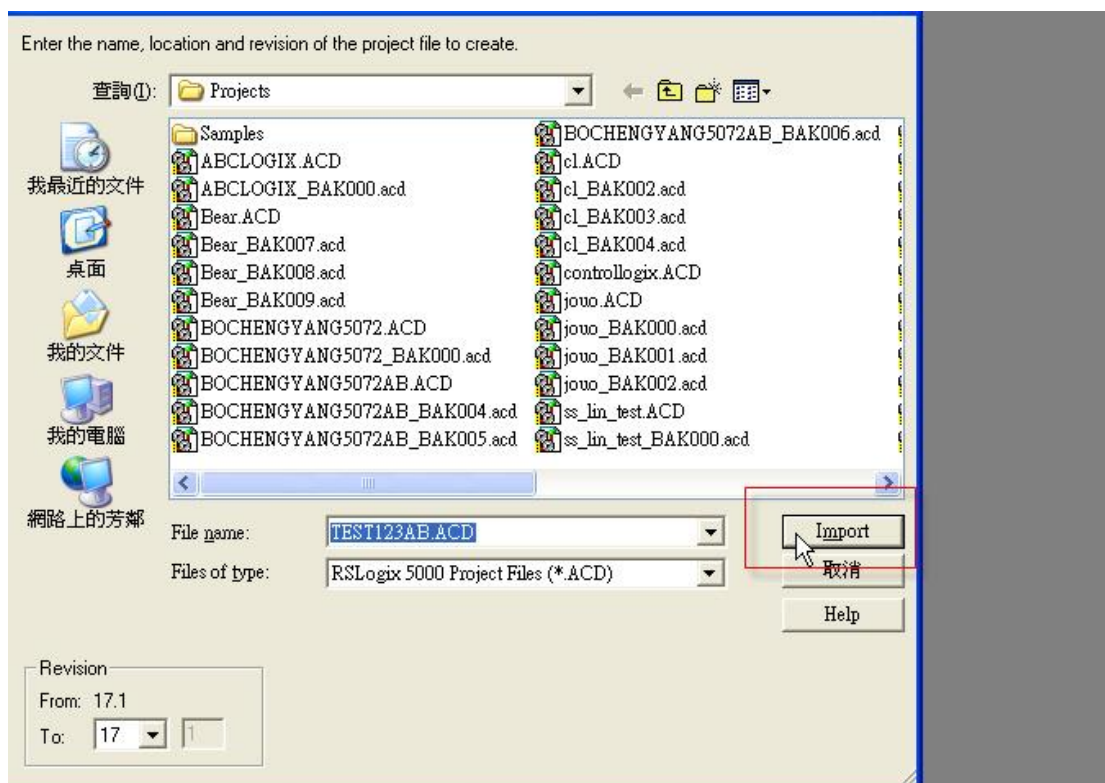 Enter the name, location and revision of the project file to create.
查詢(I):
Projects
我最近的文件
桌面
我的文件
我的電腦
網路上的芳鄰
Samples
ABCLOGIX.ACD
ABCLOGIX_BAK000.acd
Bear.ACD
Bear_BAK007.acd
Bear_BAK008.acd
Bear_BAK009.acd
BOCHENGYANG5072.ACD
BOCHENGYANG5072_BAK000.acd
BOCHENGYANG5072AB.ACD
BOCHENGYANG5072AB_BAK004.acd
BOCHENGYANG5072AB_BAK005.acd
BOCHENGYANG5072AB_BAK006.acd
cl.ACD
cl_BAK002.acd
cl_BAK003.acd
cl_BAK004.acd
controllogix.ACD
jouo.ACD
jouo_BAK000.acd
jouo_BAK001.acd
jouo_BAK002.acd
ss_lin_test.ACD
ss_lin_test_BAK000.acd
File name: TEST123AB.ACD
Import
Files of type: RSLogix 5000 Project Files (*.ACD)
取消
Help
Revision
From: 17.1
To: 17 1